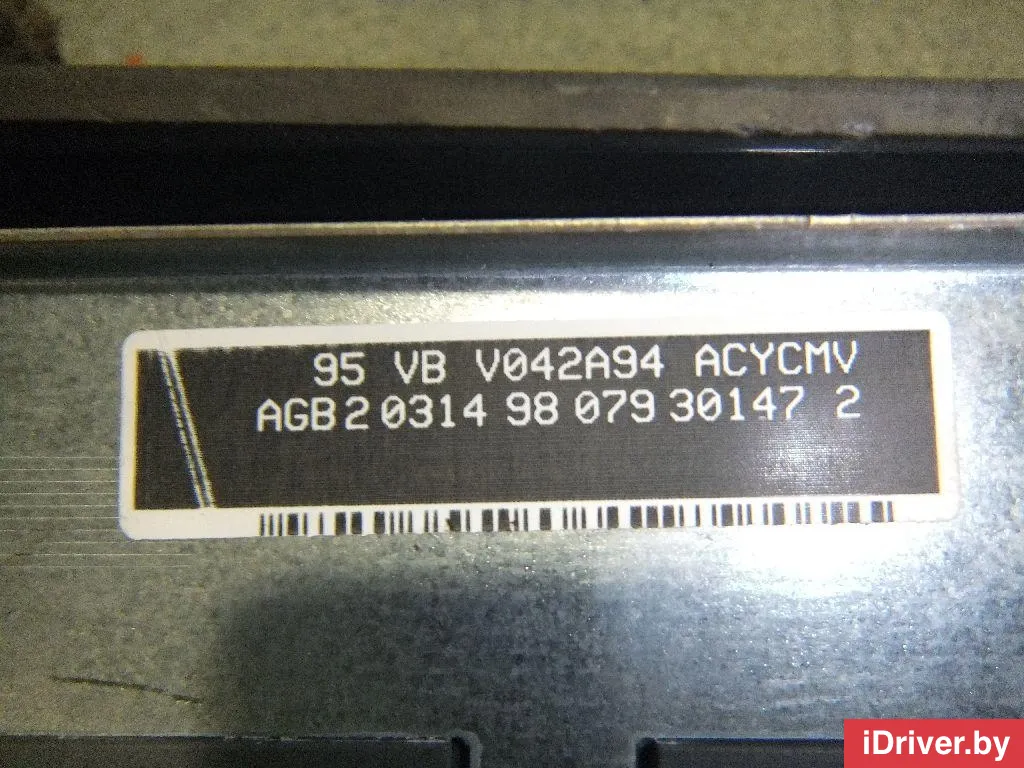 95 VB V042A94 ACYCMV
AGB2 0314 98 079 30147 2
iDriver.by